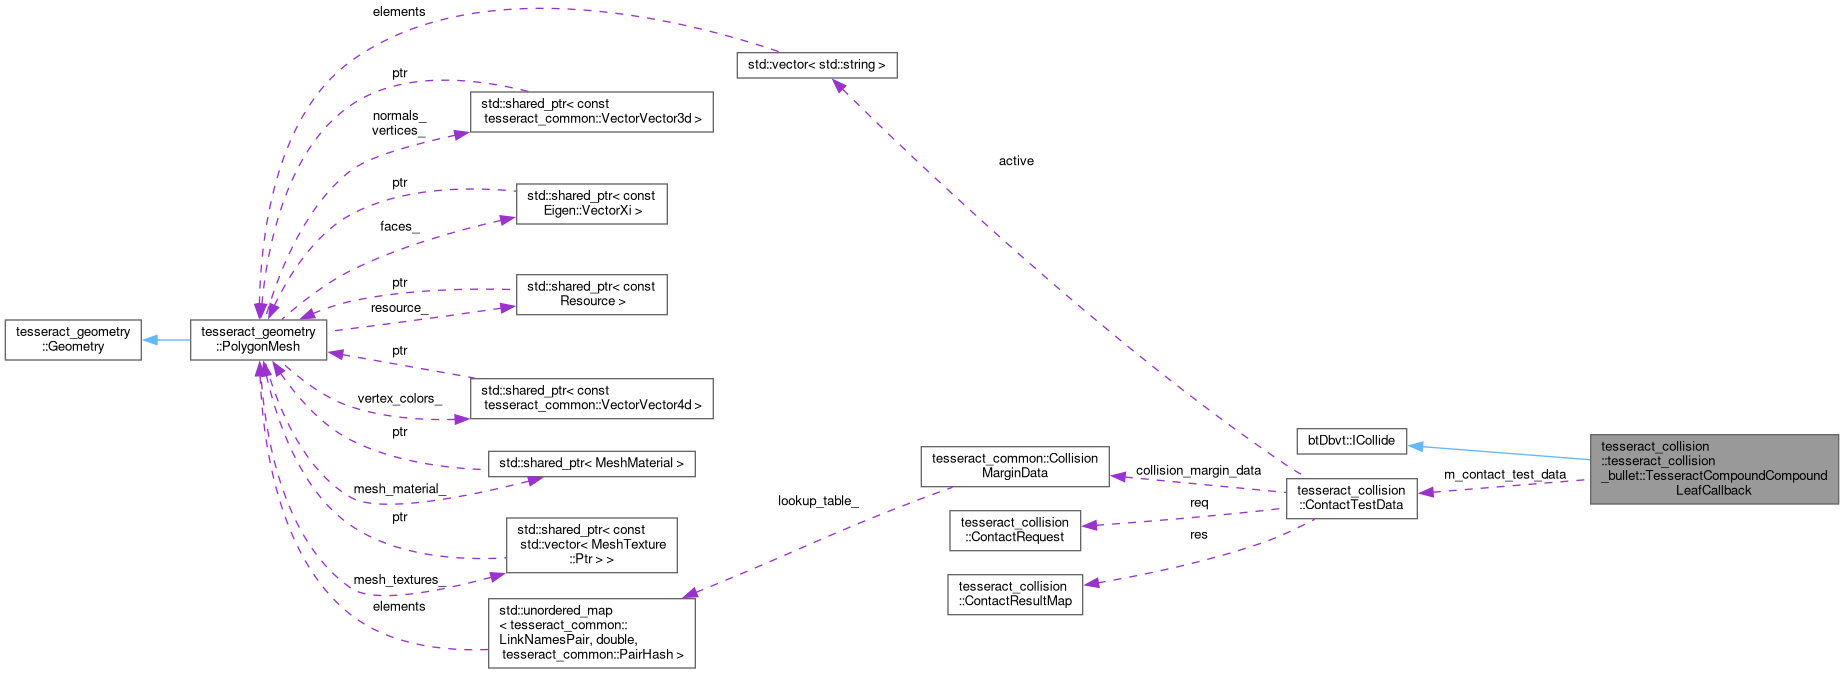 elements
std::vector< std::string >
ptr
std::shared_ptr< const
tesseract_common::VectorVector3d >
normals_
vertices_
active
ptr
std::shared_ptr< const
Eigen::VectorXi >
faces_
ptr
std::shared_ptr< const
Resource >
resource_
tesseract_geometry
::Geometry
tesseract_geometry
::PolygonMesh
ptr
std::shared_ptr< const
tesseract_common::VectorVector4d >
vertex_colors_
ptr
std::shared_ptr< MeshMaterial >
mesh_material_
ptr
std::shared_ptr< const
std::vector< MeshTexture
::Ptr > >
mesh_textures_
elements
std::unordered_map
< tesseract_common::
LinkNamesPair, double,
tesseract_common::PairHash >
lookup_table_
tesseract_common::Collision
MarginData
collision_margin_data
req
tesseract_collision
::ContactRequest
res
tesseract_collision
::ContactResultMap
tesseract_collision
::ContactTestData
btDbvt::ICollide
m_contact_test_data
tesseract_collision
::tesseract_collision
_bullet::TesseractCompoundCompound
LeafCallback